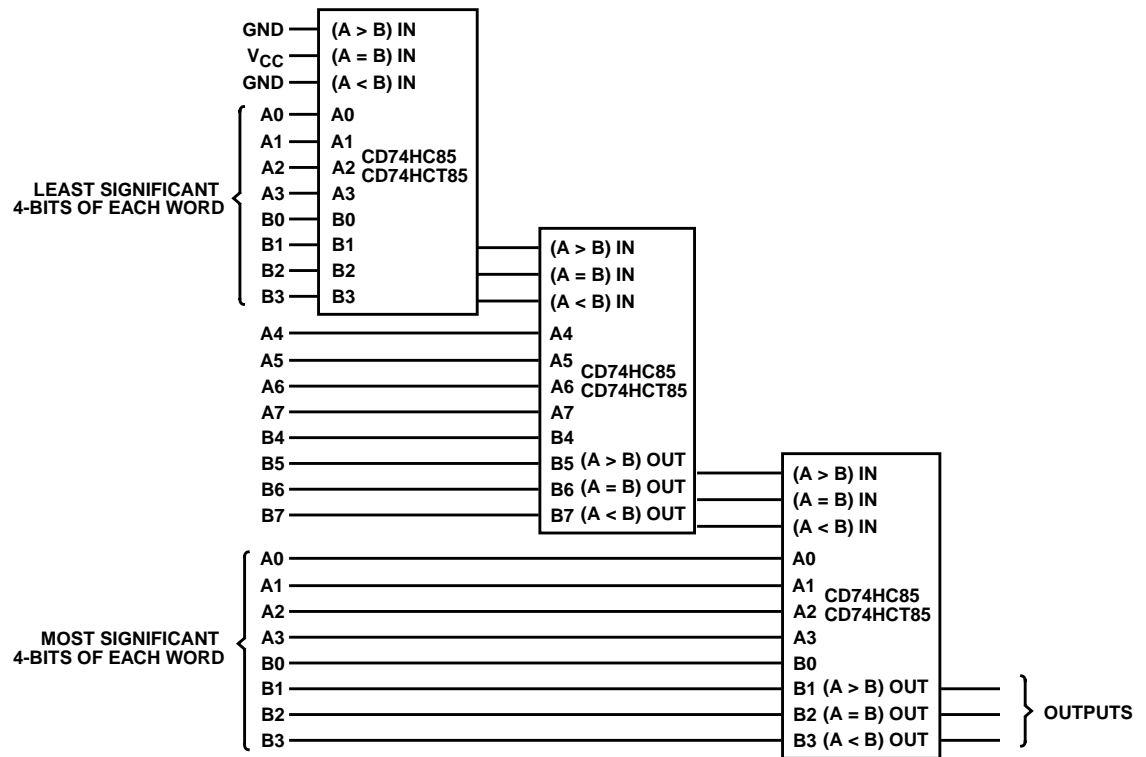 GND (A > B) IN
VCC (A = B) IN
GND (A < B) IN
A0 A0
A1 A1
A2 A2 CD74HC85
CD74HCT85
A3 A3
LEAST SIGNIFICANT
4-BITS OF EACH WORD
B0 B0
B1 B1
B2 B2
B3 B3
(A > B) IN
(A = B) IN
(A < B) IN
A4 A4
A5 A5
CD74HC85
A6 A6 CD74HCT85
A7 A7
B4 B4
B5 B5 (A > B) OUT
B6 B6 (A = B) OUT
B7 B7 (A < B) OUT
(A > B) IN
(A = B) IN
(A < B) IN
A0 A0
A1 A1
CD74HC85
A2 A2 CD74HCT85
A3 A3
MOST SIGNIFICANT
4-BITS OF EACH WORD
B0 B0
B1 B1 (A > B) OUT
B2 B2 (A = B) OUT
B3 B3 (A < B) OUT
OUTPUTS